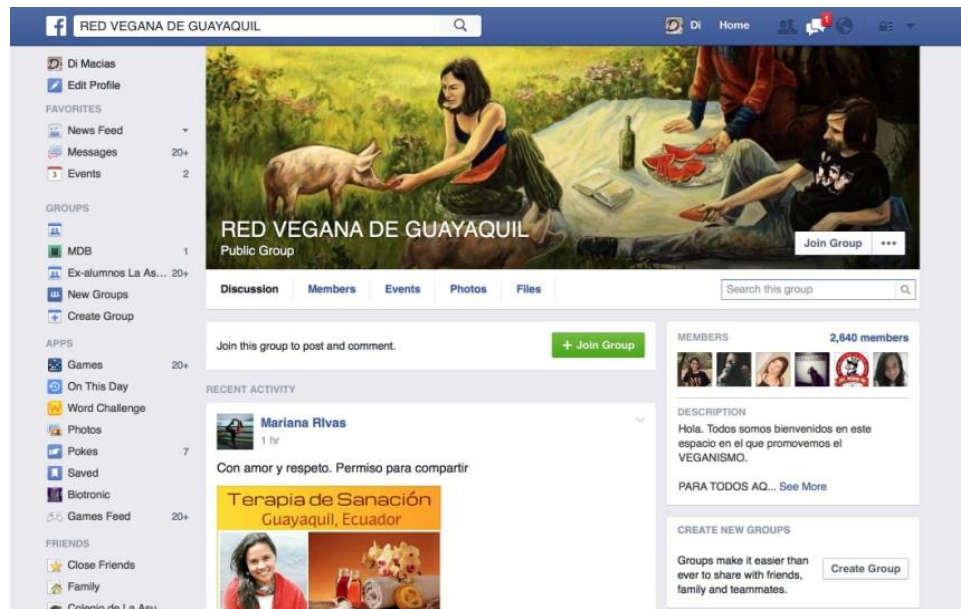 RED VEGANA DE GUAYAQUIL
Di
Home
1
Di Macias
Edit Profile
FAVORITES
News Feed
Messages 20+
3 Events 2
GROUPS
MDB 1
Ex-alumnos La As... 20+
New Groups
Create Group
APPS
Games 20+
On This Day
Word Challenge
Photos
Pokes 7
Saved
Biotronic
Games Feed 20+
FRIENDS
Close Friends
Family
Colegio de La Asu
RED VEGANA DE GUAYAQUIL
Public Group
Join Group
Discussion Members Events Photos Files
Search this group
Join this group to post and comment.
+ Join Group
RECENT ACTIVITY
Mariana RIvas
1 hr
Con amor y respeto. Permiso para compartir
Terapia de Sanación
Guayaquil, Ecuador
MEMBERS 2,640 members
DESCRIPTION
Hola. Todos somos bienvenidos en este
espacio en el que promovemos el
VEGANISMO.
PARA TODOS AQ... See More
CREATE NEW GROUPS
Groups make it easier than
ever to share with friends,
family and teammates.
Create Group